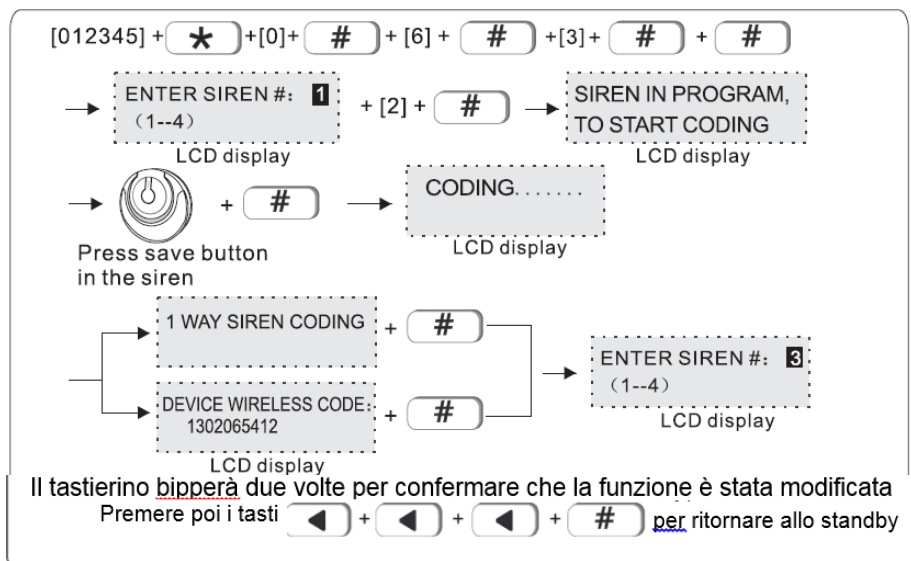 [012345] + * +[0]+ # + [6] + # +[3]+ # + #
ENTER SIREN #: 1
(1--4)
LCD display
+ [2] + #
SIREN IN PROGRAM,
TO START CODING
LCD display
Press save button
in the siren
+ #
CODING.......
LCD display
1 WAY SIREN CODING
+ #
DEVICE WIRELESS CODE:
1302065412
LCD display
+ #
ENTER SIREN #: 3
(1--4)
LCD display
Il tastierino bipperà due volte per confermare che la funzione è stata modificata
Premere poi i tasti ◀ + ◀ + ◀ + # per ritornare allo standby